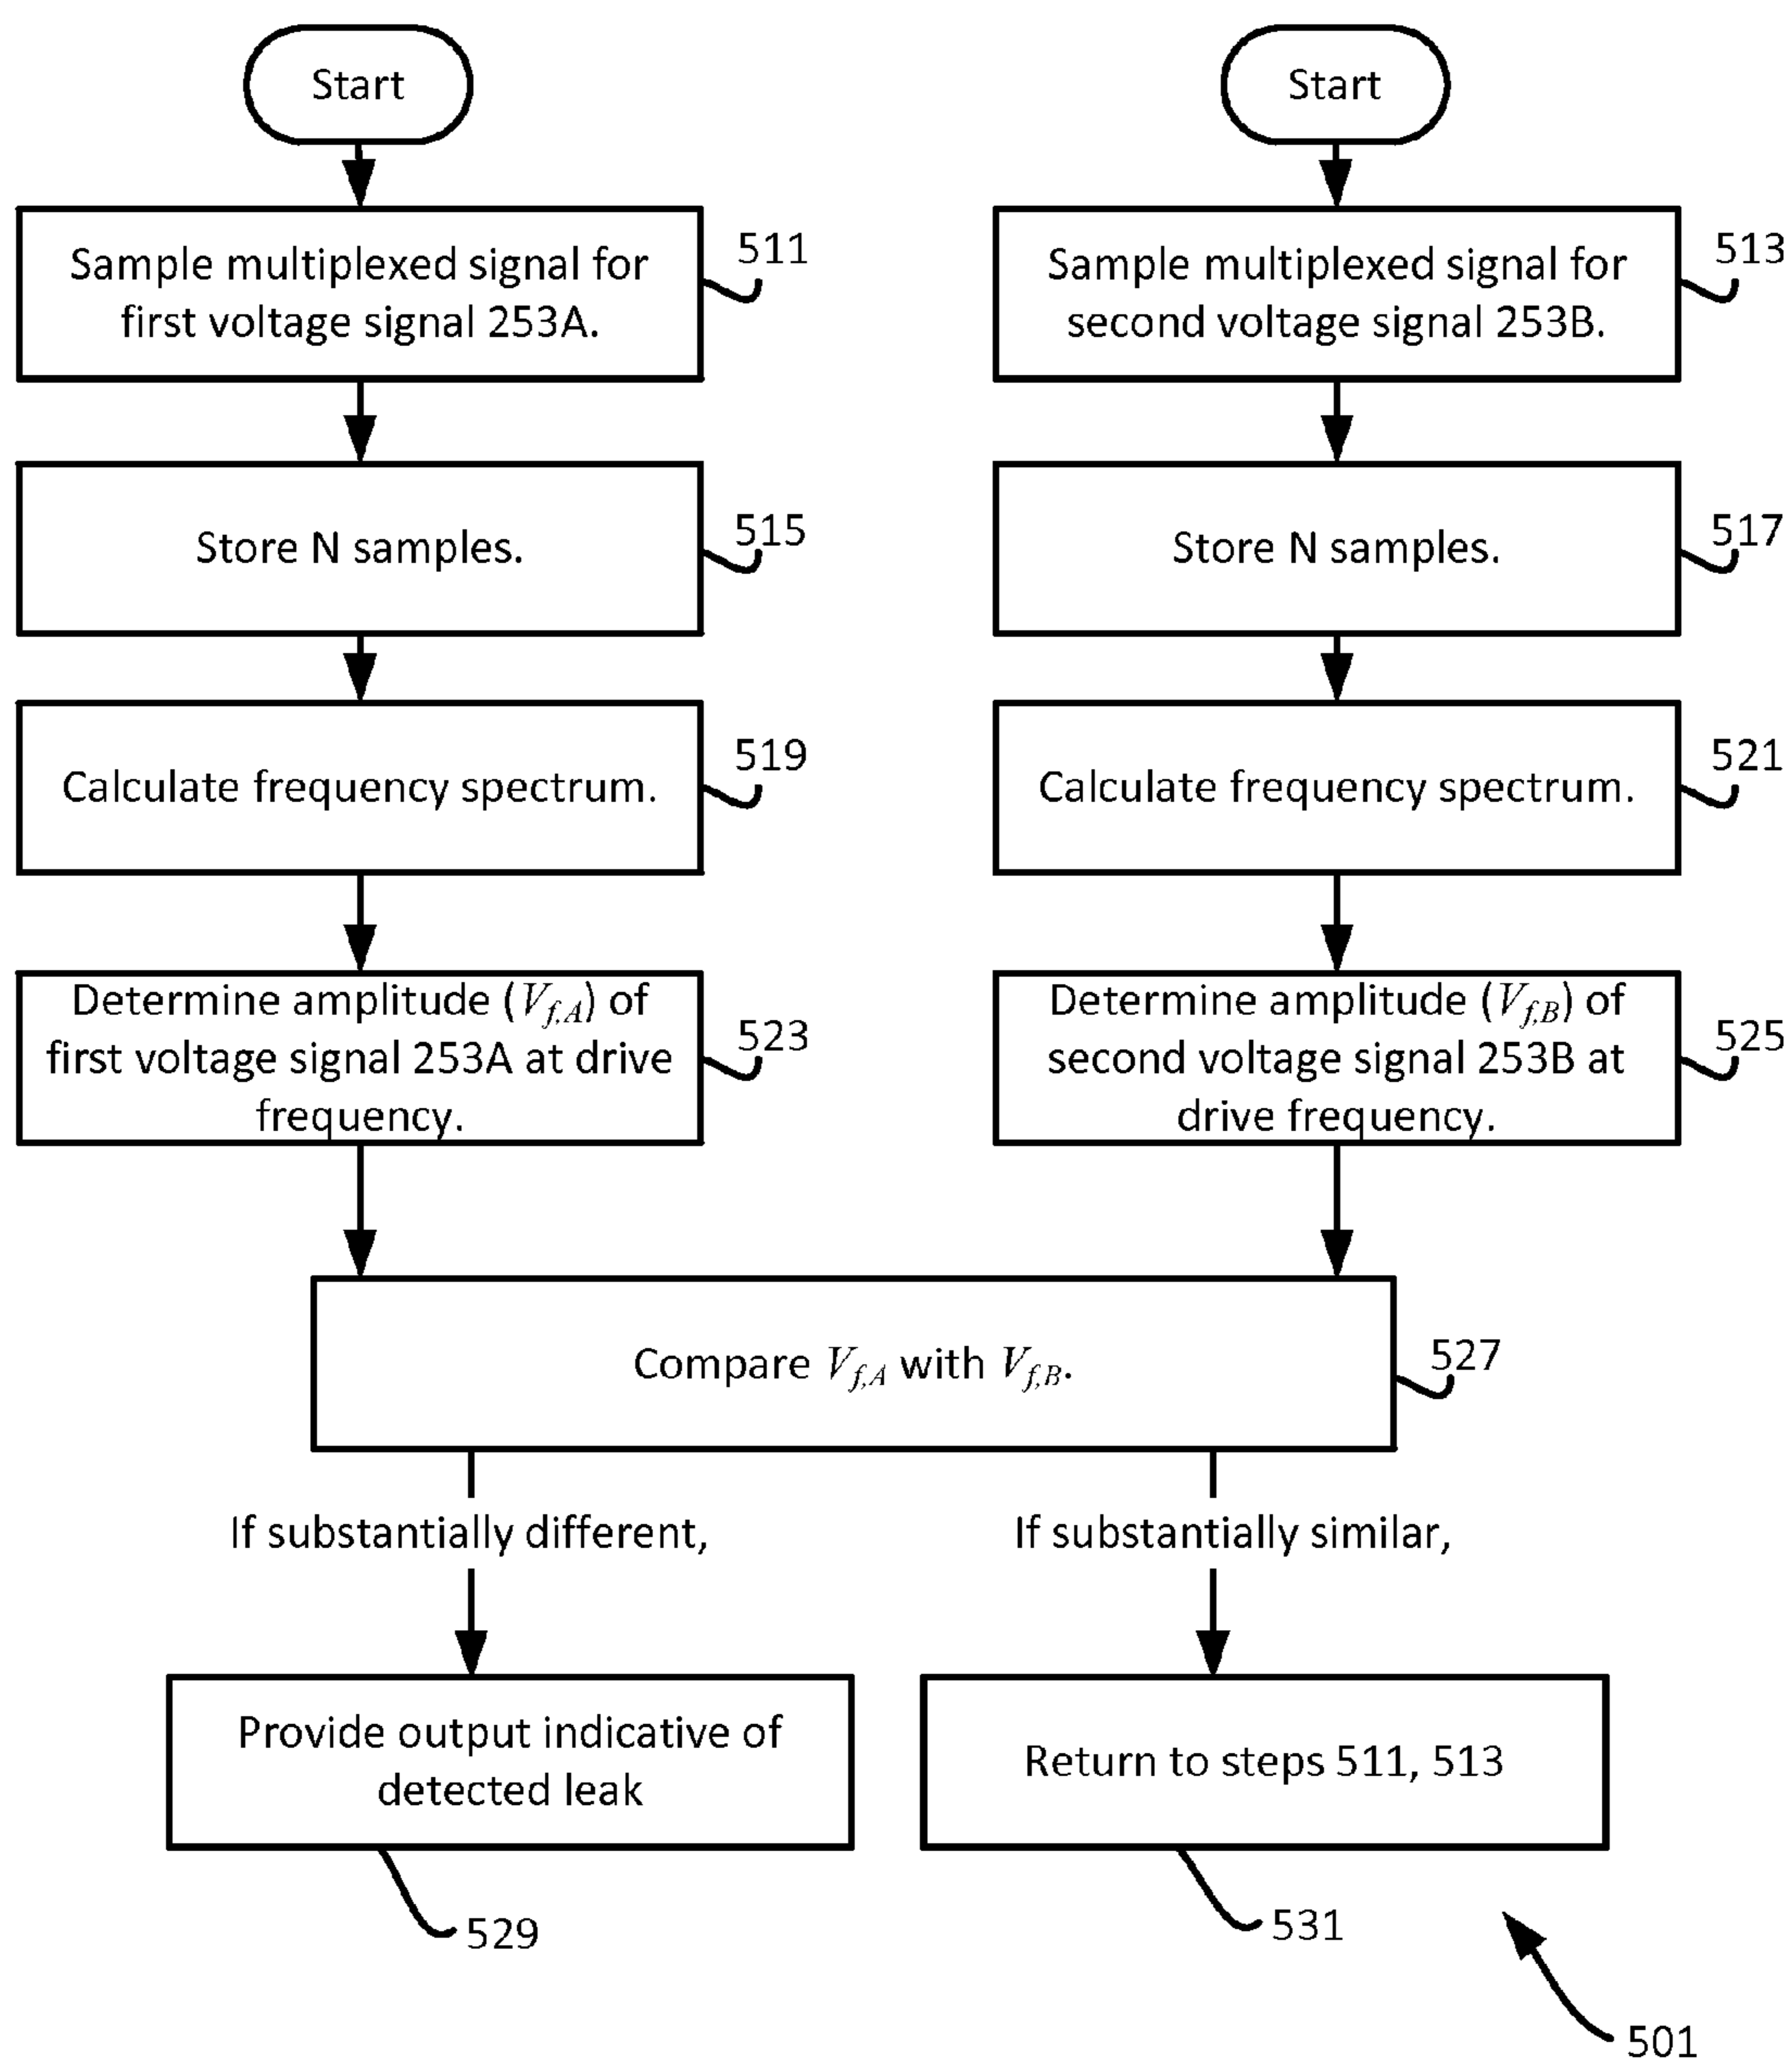 Start
Sample multiplexed signal for
first voltage signal 253A.
511
Store N samples.
515
Calculate frequency spectrum.
519
Determine amplitude (V_{f,A}) of
first voltage signal 253A at drive
frequency.
523
Start
Sample multiplexed signal for
second voltage signal 253B.
513
Store N samples.
517
Calculate frequency spectrum.
521
Determine amplitude (V_{f,B}) of
second voltage signal 253B at
drive frequency.
525
Compare V_{f,A} with V_{f,B}.
527
If substantially different,
Provide output indicative of
detected leak
529
If substantially similar,
Return to steps 511, 513
531
501